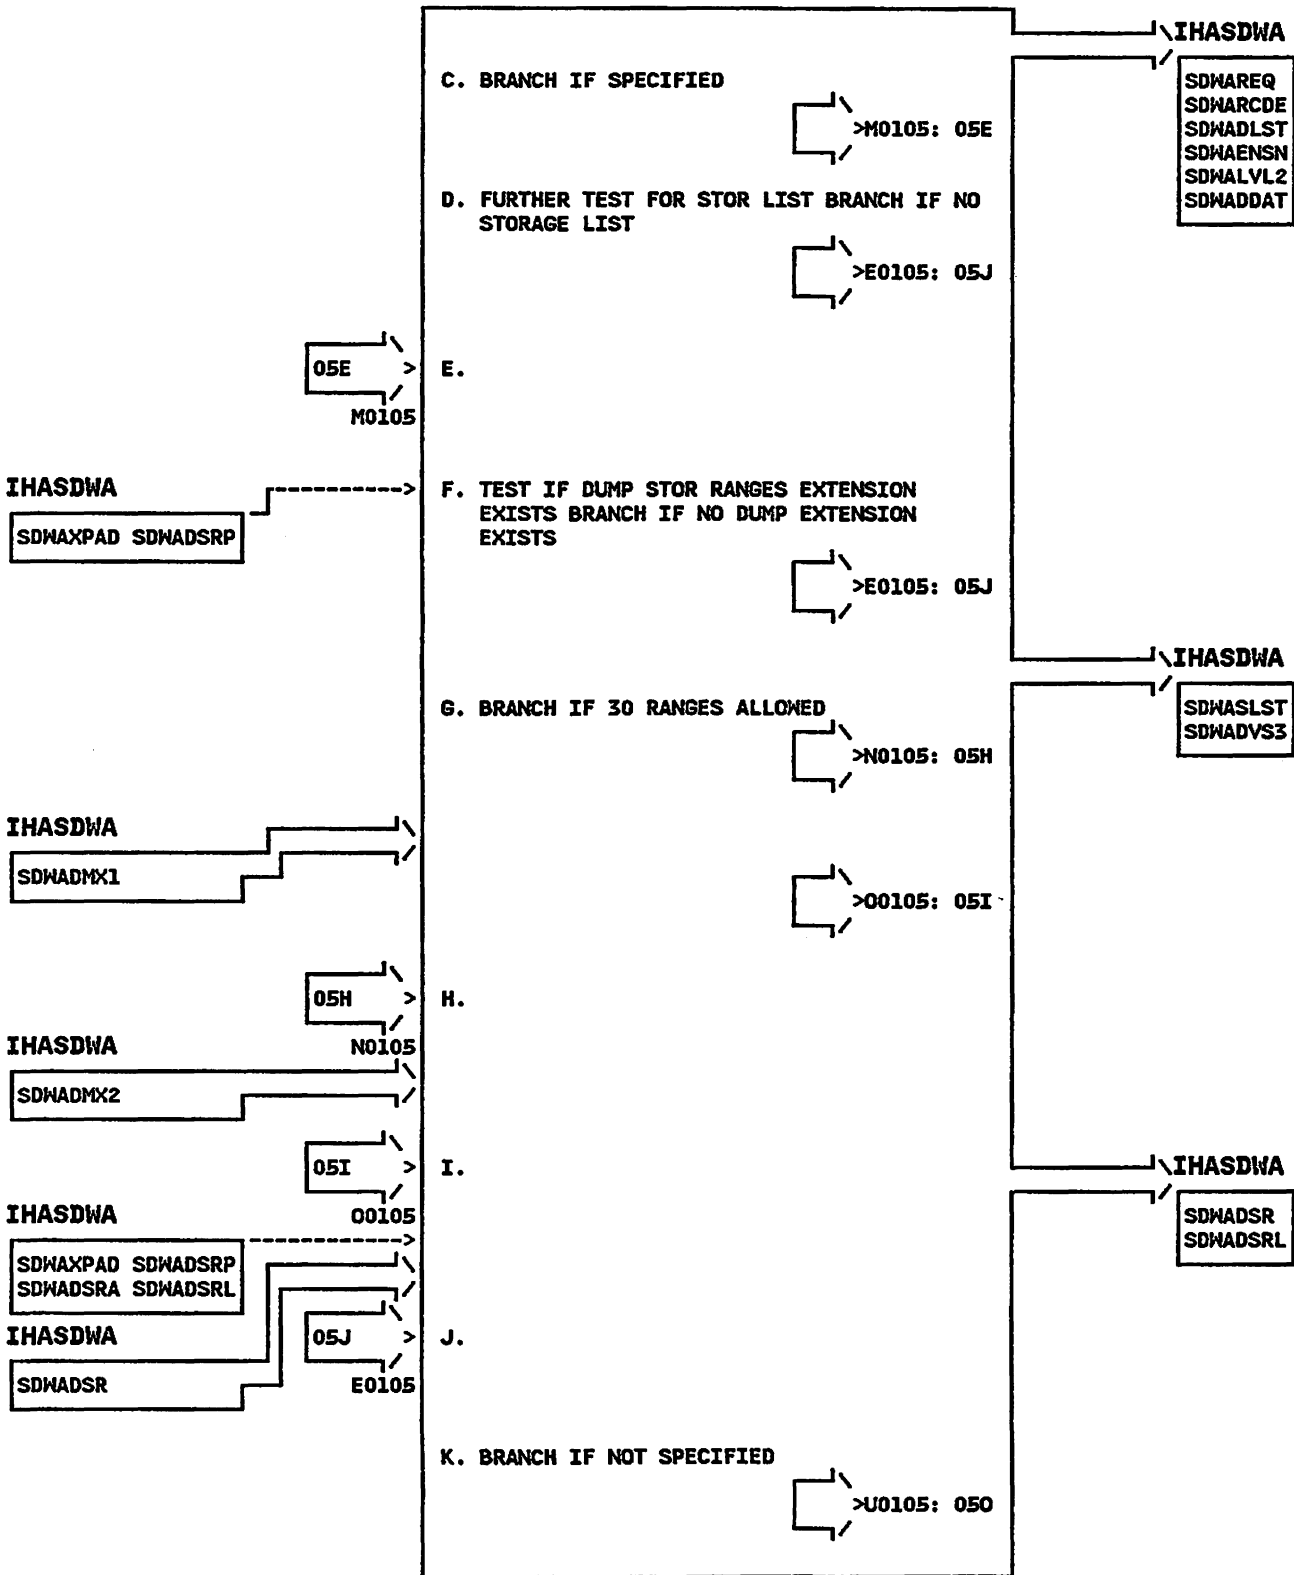 IHASDWA
SDWAREQ
SDWARCDE
SDWADLST
SDWAENSN
SDWALVL2
SDWADDAT
C. BRANCH IF SPECIFIED
>M0105: 05E
D. FURTHER TEST FOR STOR LIST BRANCH IF NO
STORAGE LIST
>E0105: 05J
05E > E.
M0105
IHASDWA
SDWAXPAD SDWADSRP
F. TEST IF DUMP STOR RANGES EXTENSION
EXISTS BRANCH IF NO DUMP EXTENSION
EXISTS
>E0105: 05J
IHASDWA
SDWASLST
SDWADVS3
G. BRANCH IF 30 RANGES ALLOWED
>N0105: 05H
IHASDWA
SDWADMX1
>O0105: 05I
05H > H.
N0105
IHASDWA
SDWADMX2
05I > I.
O0105
IHASDWA
SDWADSR
SDWADSRL
IHASDWA
SDWAXPAD SDWADSRP
SDWADSRA SDWADSRL
IHASDWA
SDWADSR
05J > J.
E0105
K. BRANCH IF NOT SPECIFIED
>U0105: 05O